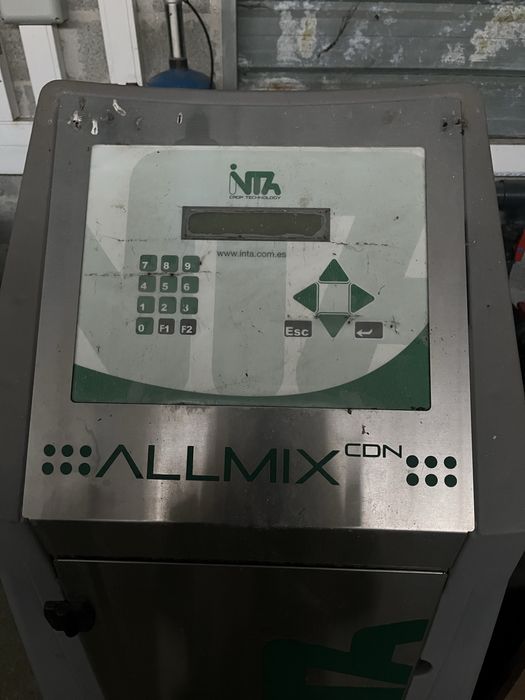 iNTA
CROP TECHNOLOGY
www.inta.com.es
7 8 9
4 5 6
1 2 3
0 F1 F2
Esc
ALLMIX CDN